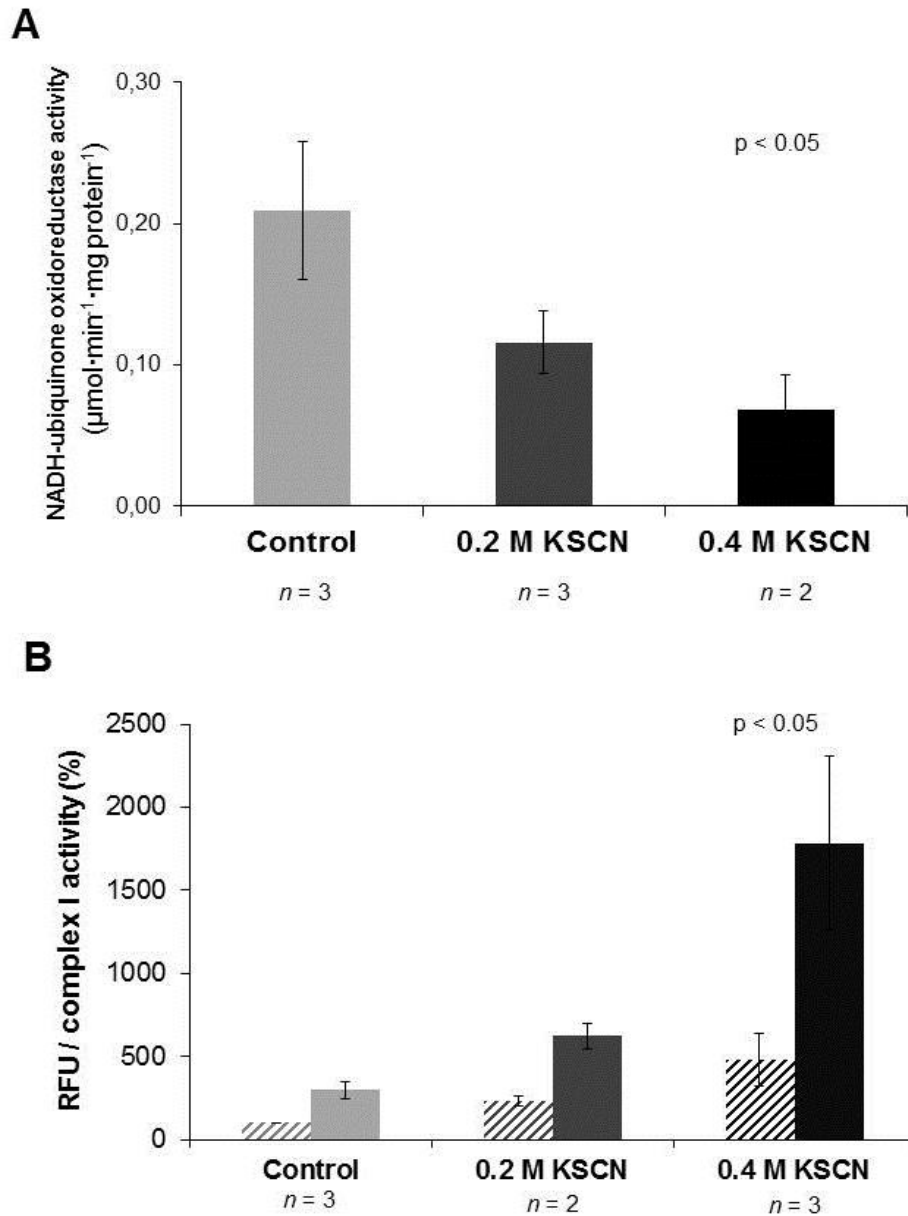 A
NADH-ubiquinone oxidoreductase activity
(µmol·min⁻¹·mg protein⁻¹)
0,30
0,20
0,10
0,00
p < 0.05
Control
0.2 M KSCN
0.4 M KSCN
n = 3
n = 3
n = 2
B
RFU / complex I activity (%)
2500
2000
1500
1000
500
0
p < 0.05
Control
0.2 M KSCN
0.4 M KSCN
n = 3
n = 2
n = 3